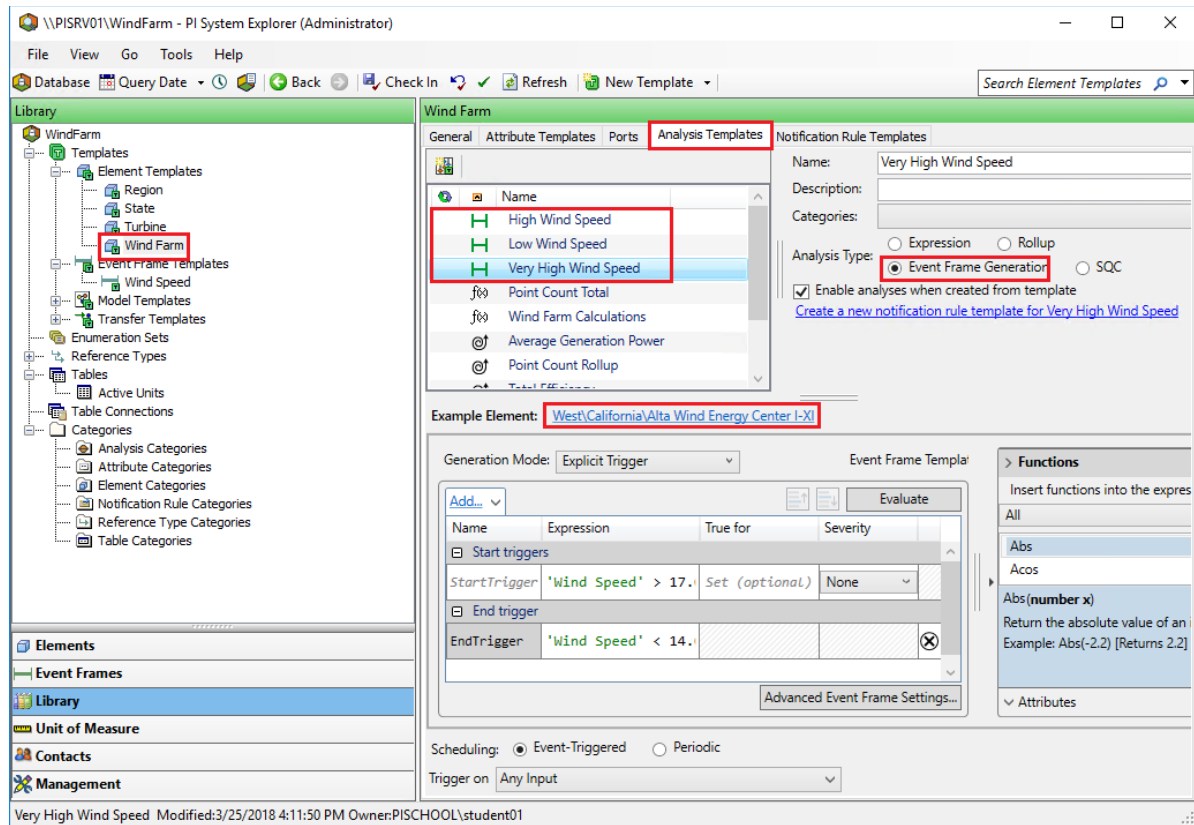 \\PISRV01\WindFarm - PI System Explorer (Administrator)
File View Go Tools Help
Database Query Date Back Check In Refresh New Template
Search Element Templates
Library
WindFarm
Templates
Element Templates
Region
State
Turbine
Wind Farm
Event Frame Templates
Wind Speed
Model Templates
Transfer Templates
Enumeration Sets
Reference Types
Tables
Active Units
Table Connections
Categories
Analysis Categories
Attribute Categories
Element Categories
Notification Rule Categories
Reference Type Categories
Table Categories
Elements
Event Frames
Library
Unit of Measure
Contacts
Management
Wind Farm
General Attribute Templates Ports Analysis Templates Notification Rule Templates
Name
High Wind Speed
Low Wind Speed
Very High Wind Speed
f(x) Point Count Total
f(x) Wind Farm Calculations
Average Generation Power
Point Count Rollup
Total Efficiency
Name: Very High Wind Speed
Description:
Categories:
Analysis Type: Expression Rollup
Event Frame Generation SQC
Enable analyses when created from template
Create a new notification rule template for Very High Wind Speed
Example Element: West\California\Alta Wind Energy Center I-XI
Generation Mode: Explicit Trigger Event Frame Templat
Add... Evaluate
Name Expression True for Severity
Start triggers
StartTrigger 'Wind Speed' > 17. Set (optional) None
End trigger
EndTrigger 'Wind Speed' < 14.
Advanced Event Frame Settings...
Functions
Insert functions into the expres
All
Abs
Acos
Abs(number x)
Return the absolute value of an i
Example: Abs(-2.2) [Returns 2.2]
Attributes
Scheduling: Event-Triggered Periodic
Trigger on Any Input
Very High Wind Speed Modified:3/25/2018 4:11:50 PM Owner:PISCHOOL\student01